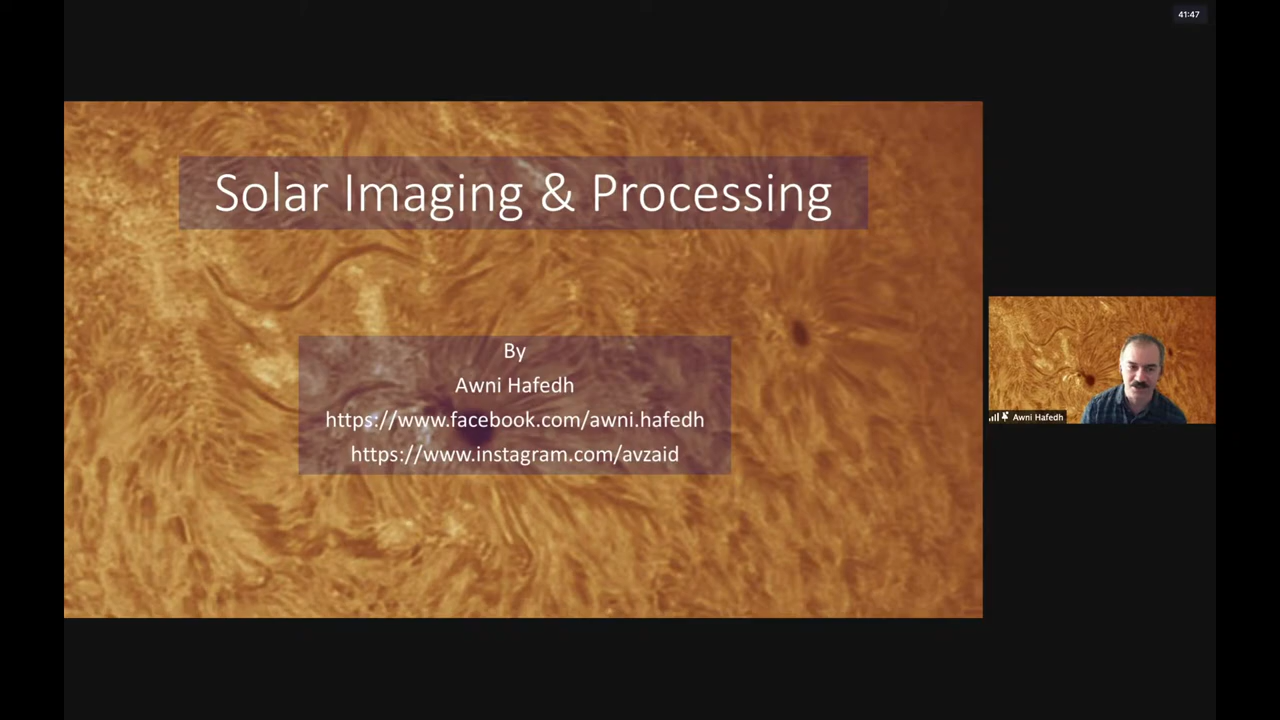 41:47
Solar Imaging & Processing
By
Awni Hafedh
https://www.facebook.com/awni.hafedh
https://www.instagram.com/avzaid
Awni Hafedh